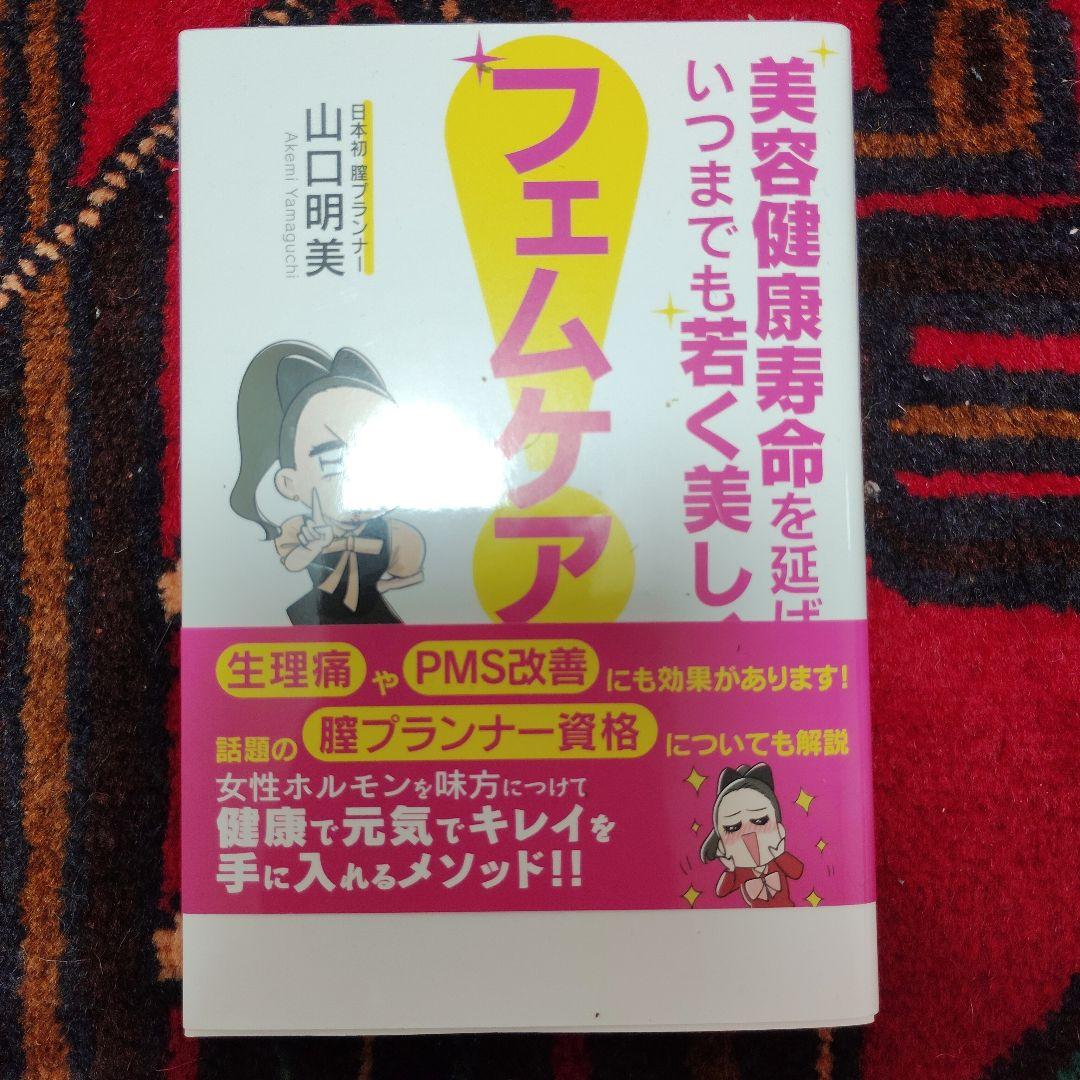 美容健康寿命を延ば
いつまでも若く美し
フェムケア
日本初 膣プランナー
山口明美
Akemi Yamaguchi
生理痛やPMS改善にも効果があります!
話題の膣プランナー資格についても解説
女性ホルモンを味方につけて
健康で元気でキレイを
手に入れるメソッド!!